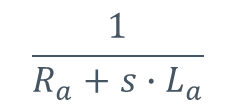 1
R_a + s · L_a